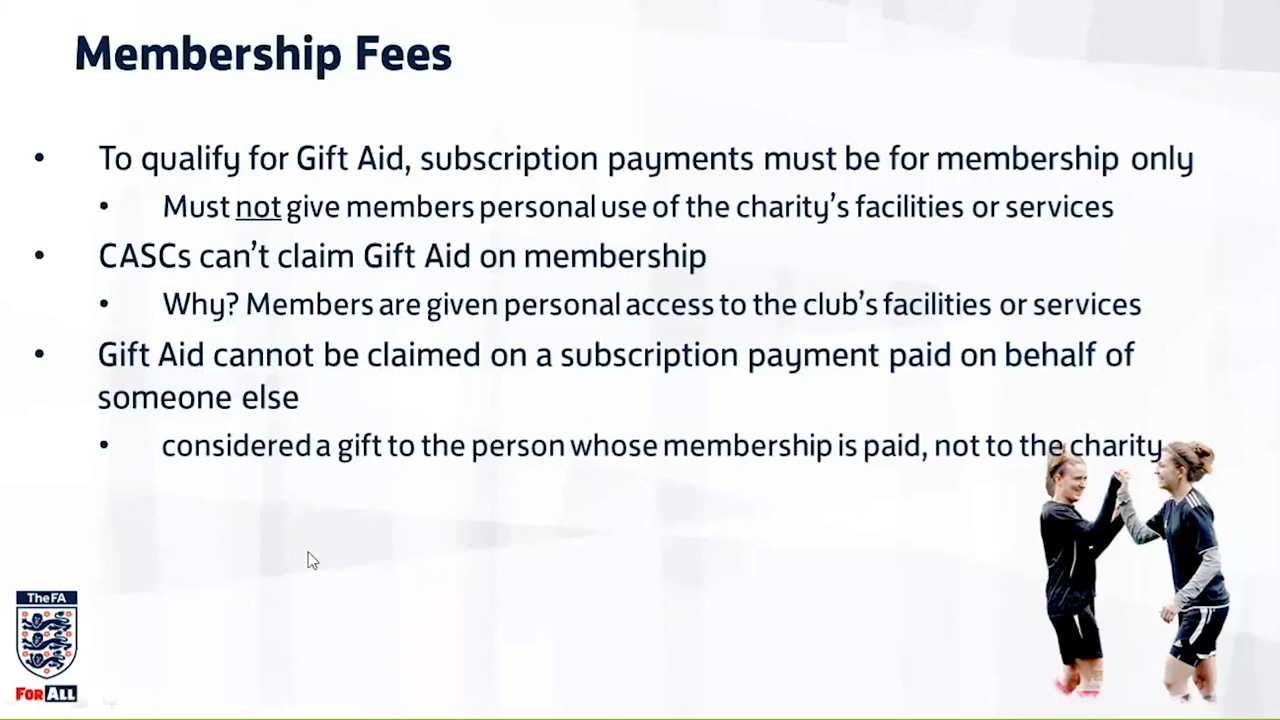 Membership Fees
• To qualify for Gift Aid, subscription payments must be for membership only
• Must not give members personal use of the charity’s facilities or services
• CASCs can’t claim Gift Aid on membership
• Why? Members are given personal access to the club’s facilities or services
• Gift Aid cannot be claimed on a subscription payment paid on behalf of
someone else
• considered a gift to the person whose membership is paid, not to the charity
The FA
FOR ALL